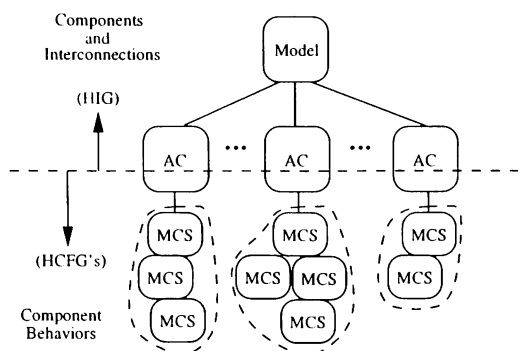 Components
and
Interconnections
Model
(HIG)
AC
...
AC
...
AC
(HCFG's)
MCS
MCS
MCS
MCS
MCS
MCS
MCS
MCS
MCS
Component
Behaviors